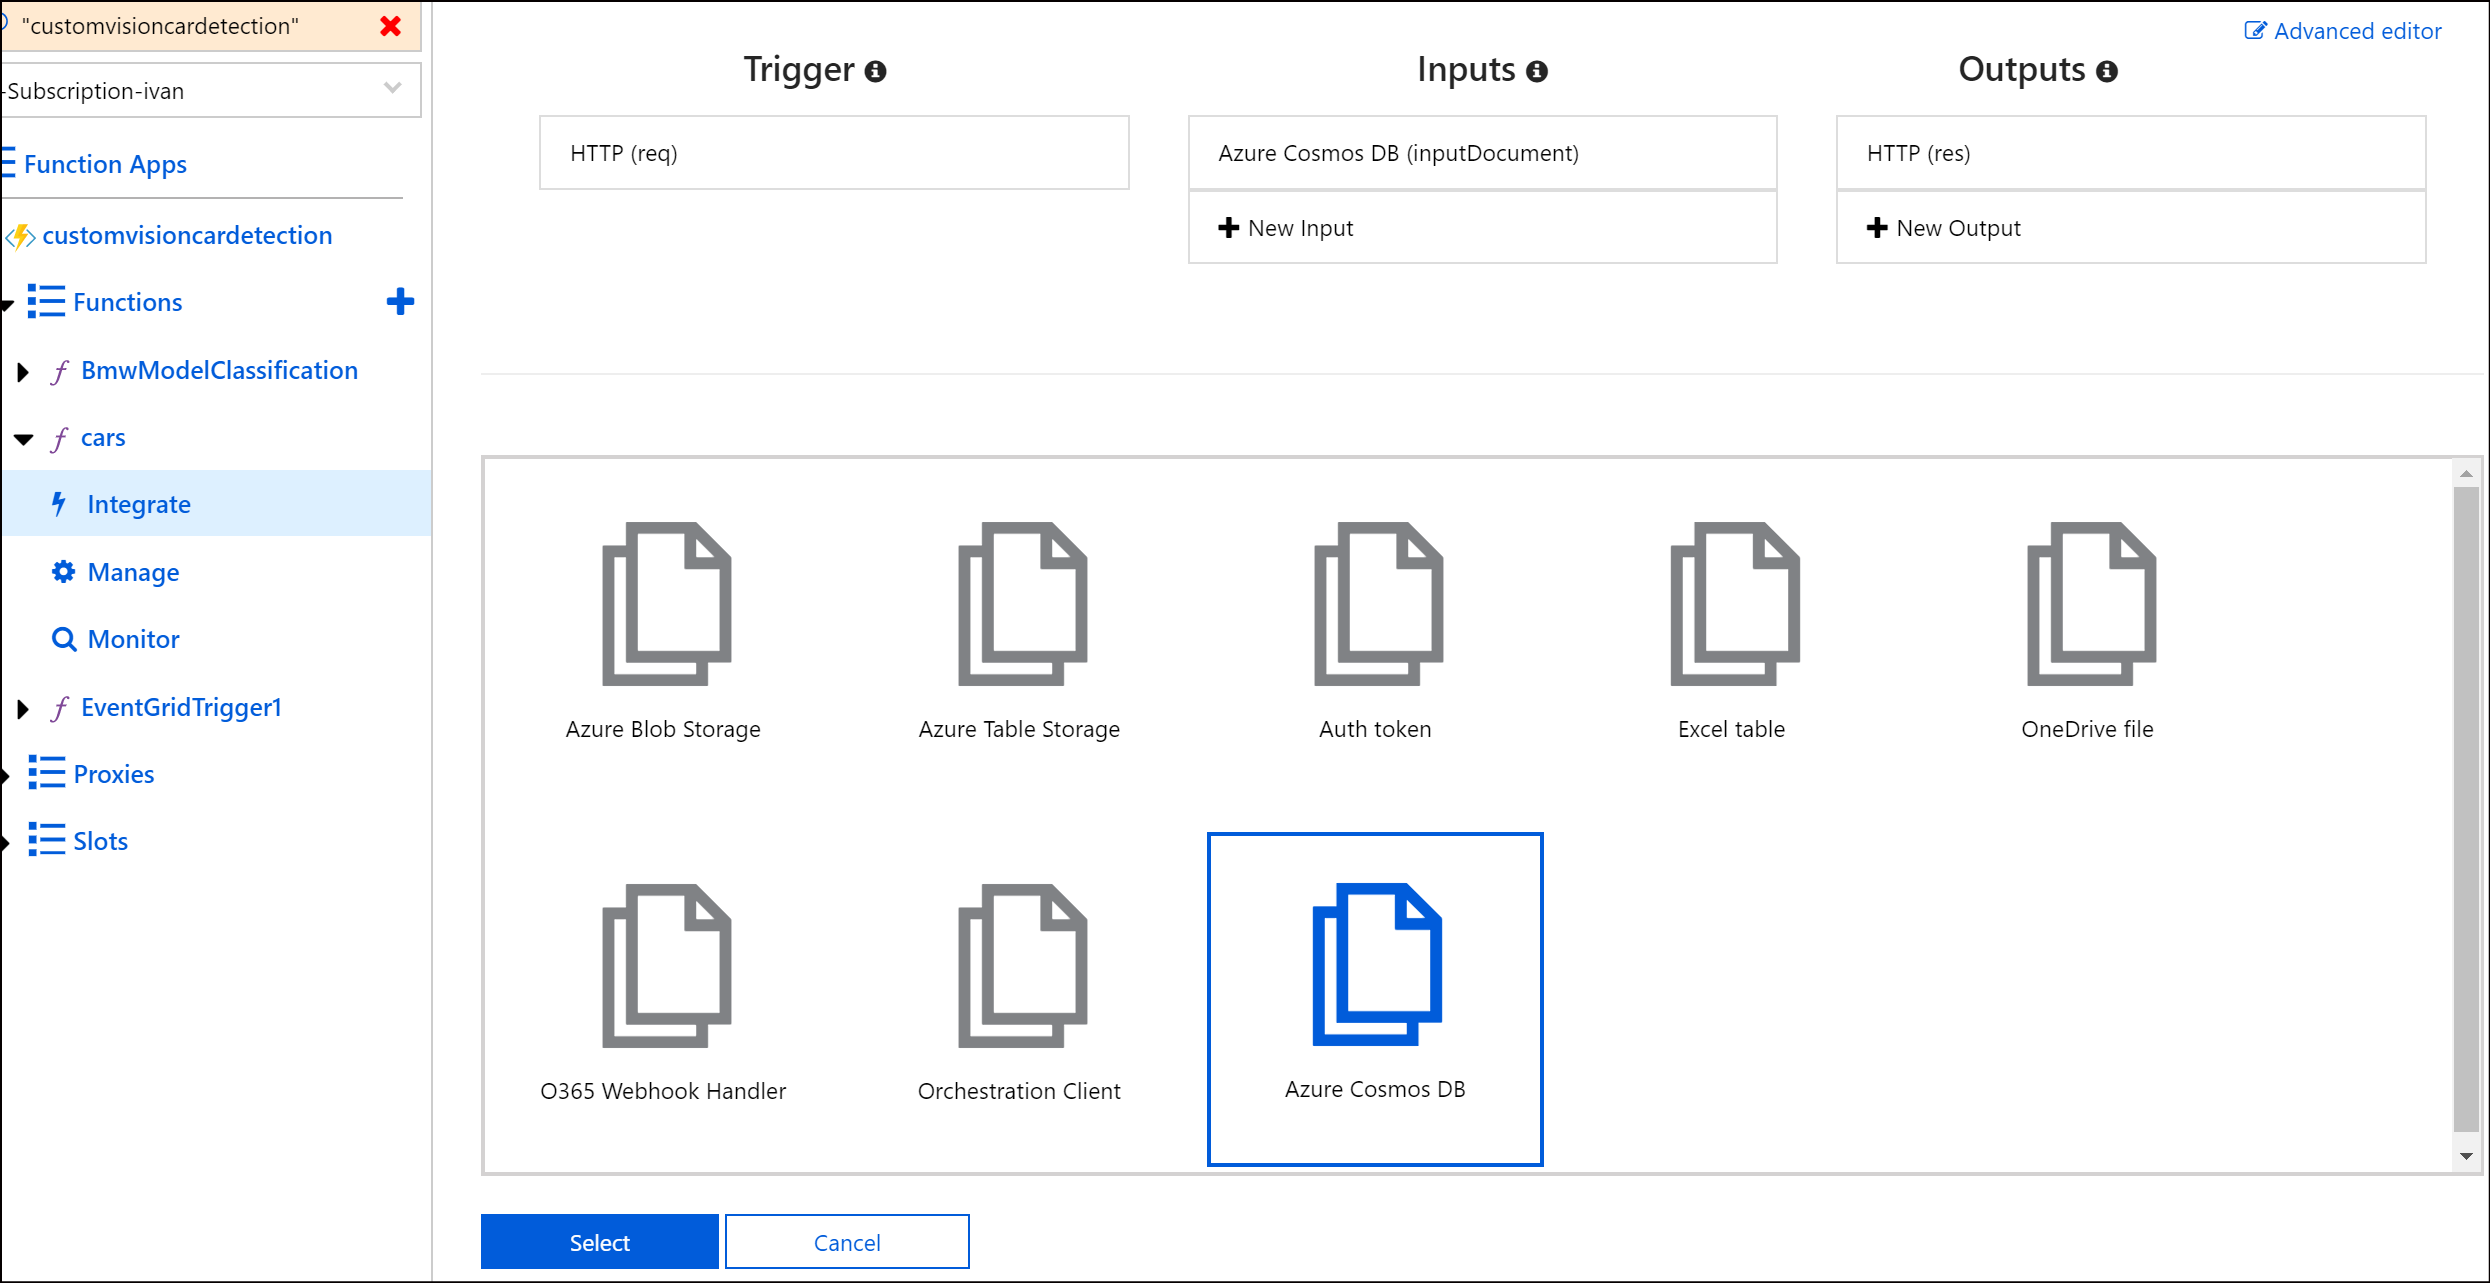 "customvisioncardetection"
-Subscription-ivan
Function Apps
customvisioncardetection
Functions
BmwModelClassification
cars
Integrate
Manage
Monitor
EventGridTrigger1
Proxies
Slots
Advanced editor
Trigger
HTTP (req)
Inputs
Azure Cosmos DB (inputDocument)
New Input
Outputs
HTTP (res)
New Output
Azure Blob Storage
Azure Table Storage
Auth token
Excel table
OneDrive file
O365 Webhook Handler
Orchestration Client
Azure Cosmos DB
Select
Cancel